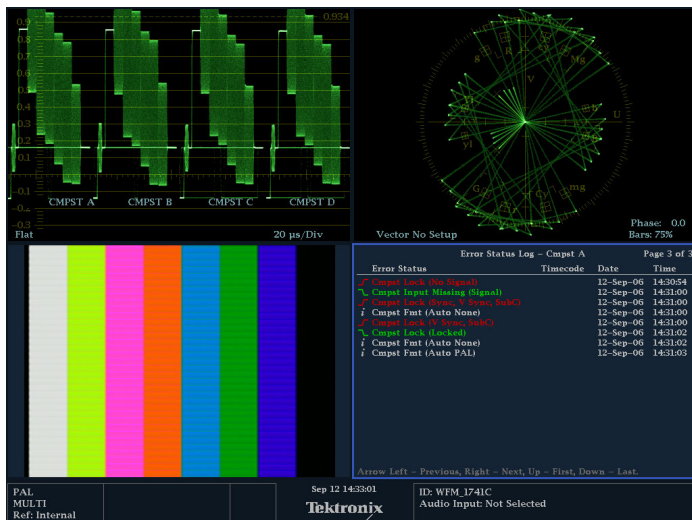 0.9
0.934
0.8
0.7
0.6
0.5
0.4
0.3
0.2
0.1
-0.1
CMPST A CMPST B CMPST C CMPST D
-0.3
Flat 20 µs/Div
g R Mg
V
U
yl
G Cy mg
Phase: 0.0
Vector No Setup Bars: 75%
Error Status Log – Cmpst A Page 3 of 3
Error Status Timecode Date Time
Cmpst Lock (No Signal) 12-Sep-06 14:30:54
Cmpst Input Missing (Signal) 12-Sep-06 14:31:00
Cmpst Lock (Sync, V Sync, SubC) 12-Sep-06 14:31:00
i Cmpst Fmt (Auto None) 12-Sep-06 14:31:00
Cmpst Lock (V Sync, SubC) 12-Sep-06 14:31:00
Cmpst Lock (Locked) 12-Sep-06 14:31:02
i Cmpst Fmt (Auto None) 12-Sep-06 14:31:02
i Cmpst Fmt (Auto PAL) 12-Sep-06 14:31:03
Arrow Left – Previous, Right – Next, Up – First, Down – Last.
PAL
MULTI
Ref: Internal
Sep 12 14:33:01
Tektronix
ID: WFM_1741C
Audio Input: Not Selected